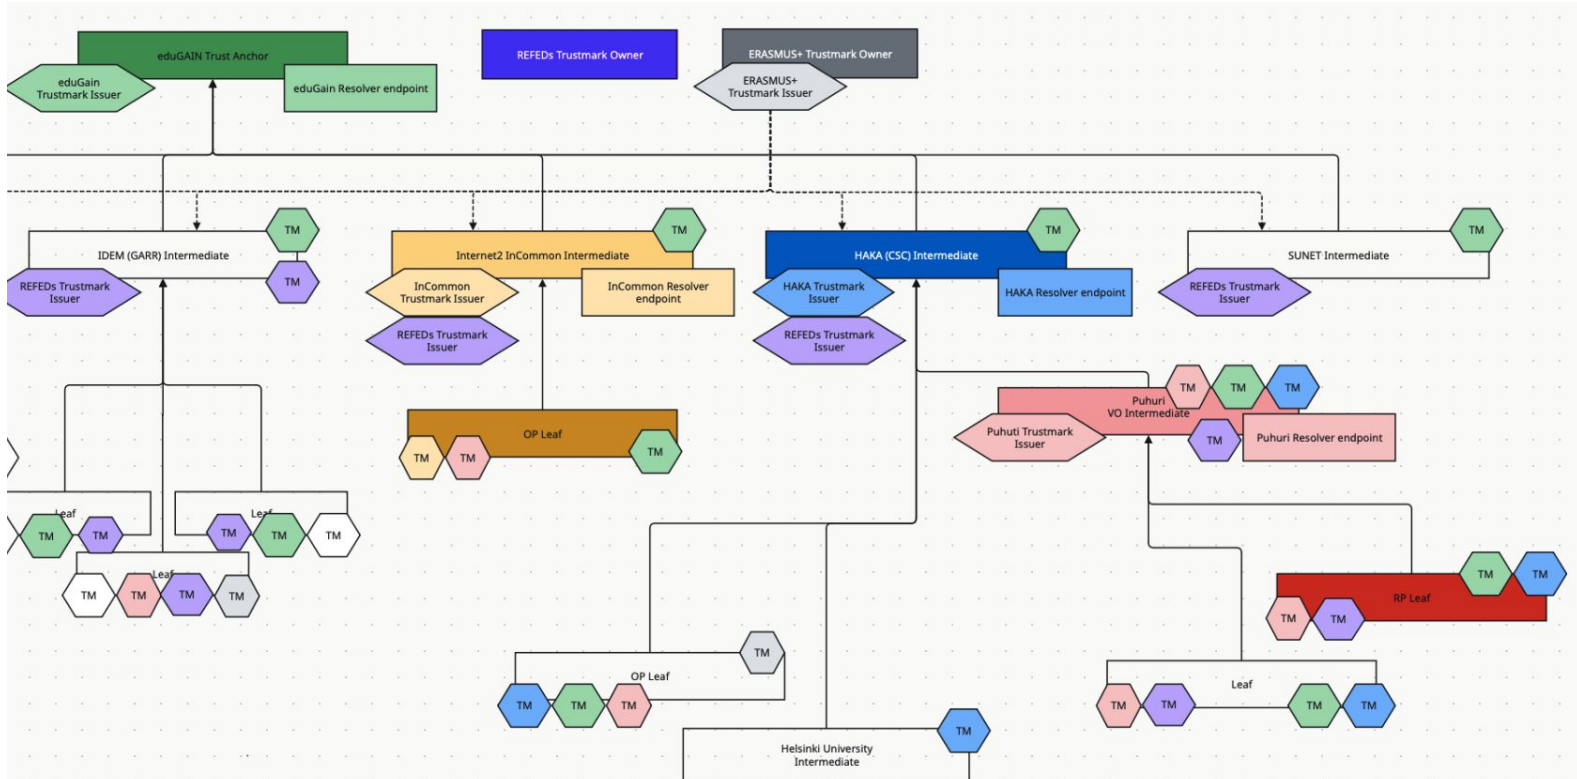 eduGAIN Trust Anchor
REFEDs Trustmark Owner
ERASMUS+ Trustmark Owner
eduGain
Trustmark Issuer
eduGain Resolver endpoint
ERASMUS+
Trustmark Issuer
TM
TM
TM
TM
IDEM (GARR) Intermediate
Internet2 InCommon Intermediate
HAKA (CSC) Intermediate
SUNET Intermediate
REFEDs Trustmark
Issuer
TM
InCommon
Trustmark Issuer
InCommon Resolver
endpoint
HAKA Trustmark
Issuer
HAKA Resolver endpoint
REFEDs Trustmark
Issuer
REFEDs Trustmark
Issuer
REFEDs Trustmark
Issuer
TM
TM
TM
Puhuri
VO Intermediate
Puhuti Trustmark
Issuer
TM
Puhuri Resolver endpoint
OP Leaf
TM
TM
TM
Leaf
TM
TM
Leaf
TM
TM
TM
Leaf
TM
TM
TM
TM
TM
TM
RP Leaf
TM
TM
TM
OP Leaf
TM
TM
TM
Leaf
TM
TM
TM
TM
TM
Helsinki University
Intermediate